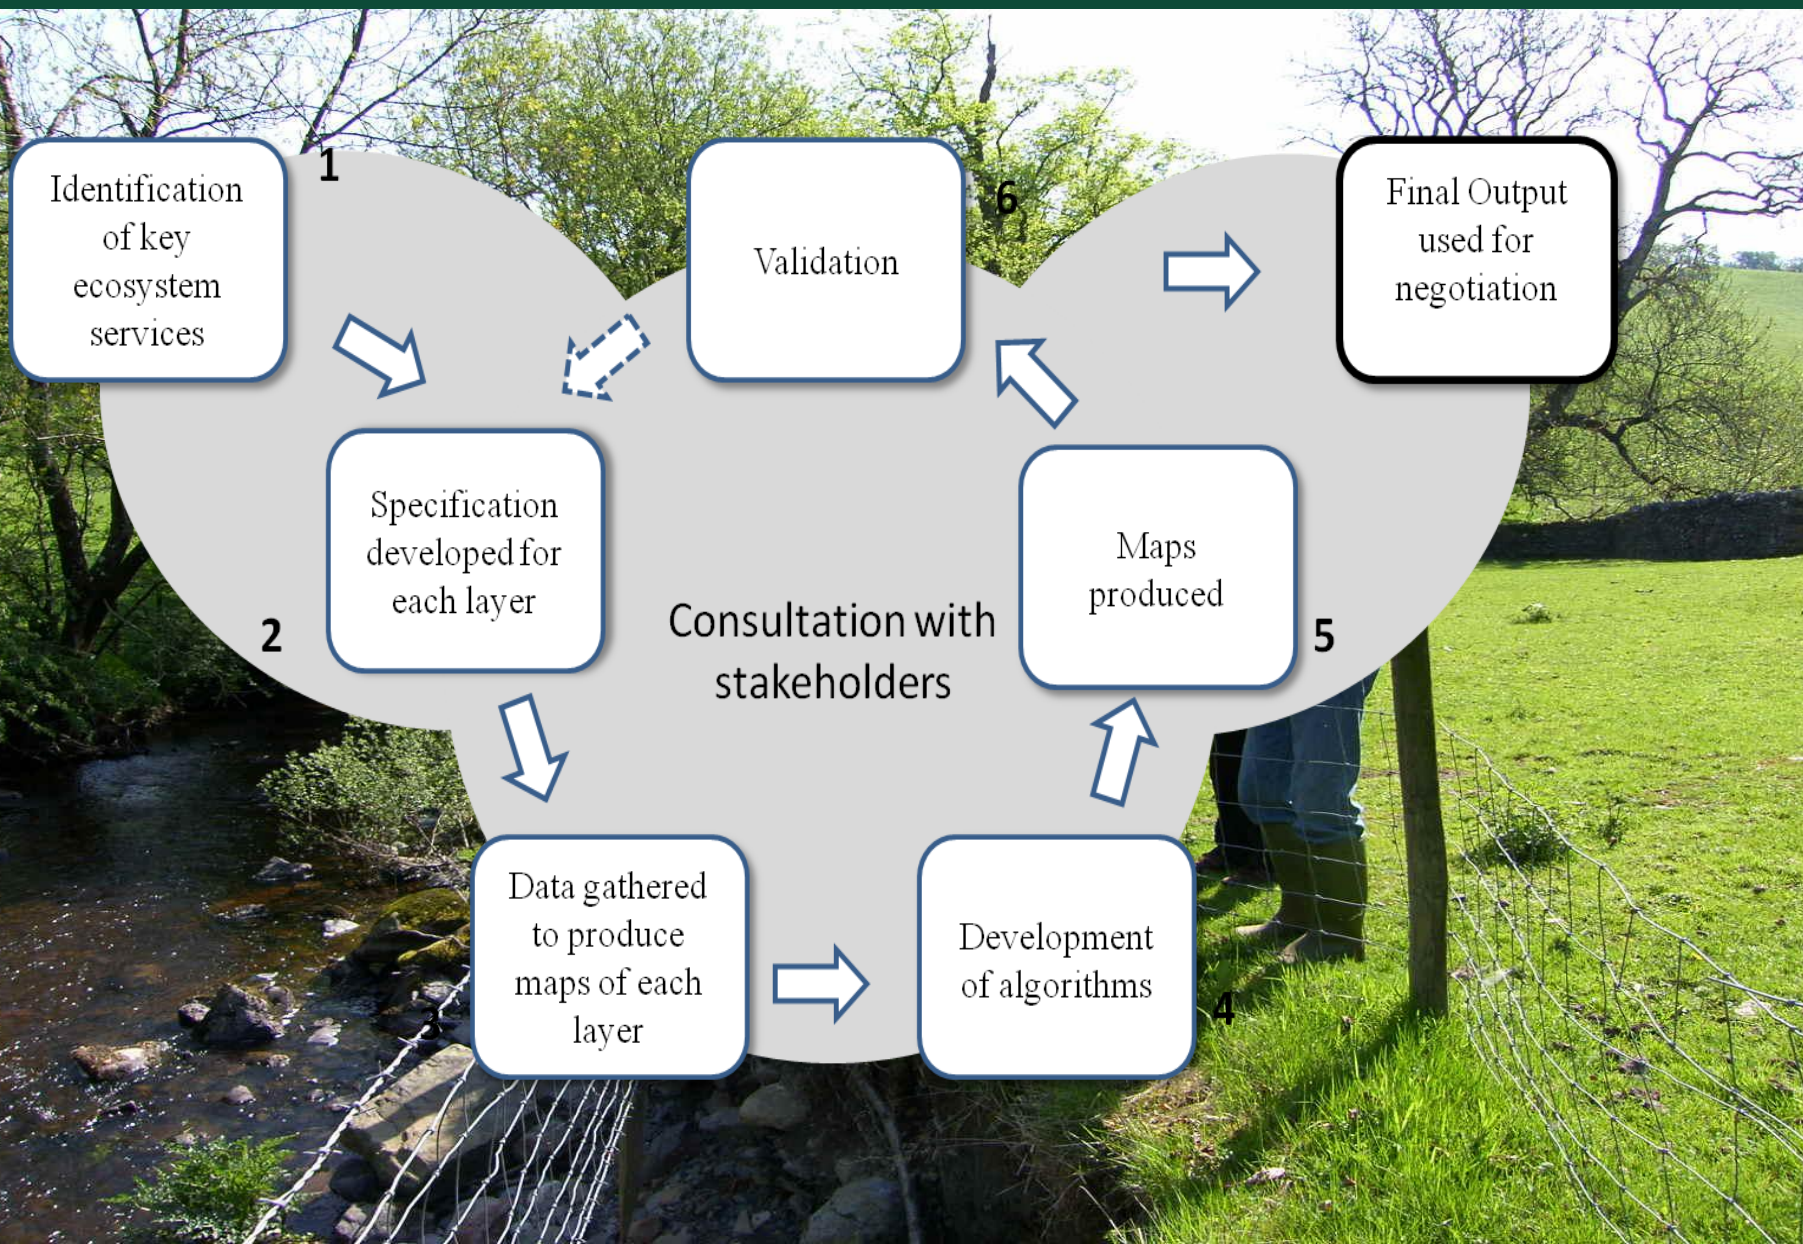 1
Identification
of key
ecosystem
services
Validation
6
Final Output
used for
negotiation
Specification
developed for
each layer
2
Consultation with
stakeholders
Maps
produced
5
Data gathered
to produce
maps of each
layer
3
Development
of algorithms
4